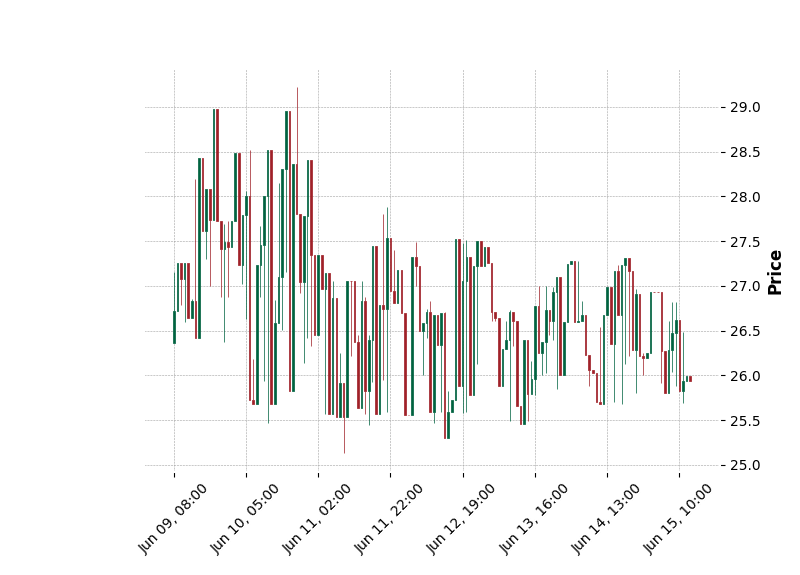 29.0
28.5
28.0
27.5
27.0
26.5
26.0
25.5
25.0
Price
Jun 09, 08:00
Jun 10, 05:00
Jun 11, 02:00
Jun 11, 22:00
Jun 12, 19:00
Jun 13, 16:00
Jun 14, 13:00
Jun 15, 10:00